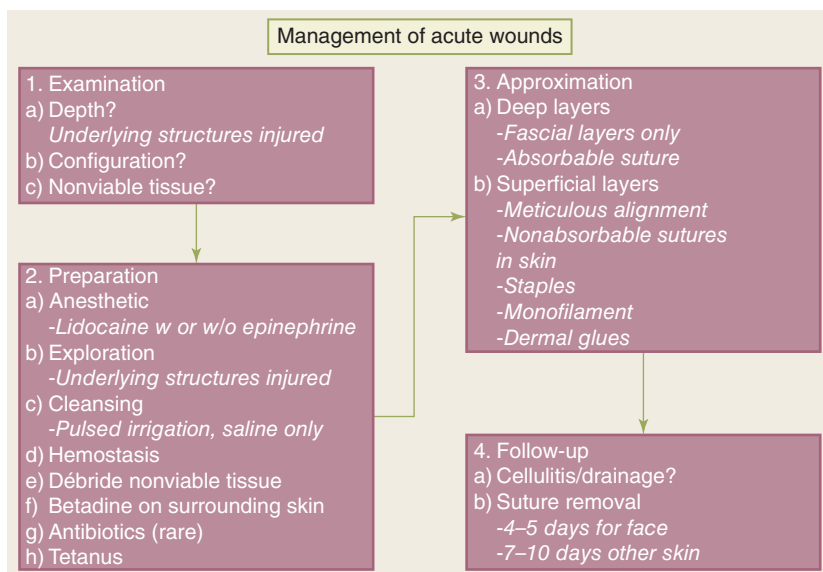 Management of acute wounds
1. Examination
a) Depth?
Underlying structures injured
b) Configuration?
c) Nonviable tissue?
2. Preparation
a) Anesthetic
-Lidocaine w or w/o epinephrine
b) Exploration
-Underlying structures injured
c) Cleansing
-Pulsed irrigation, saline only
d) Hemostasis
e) Débride nonviable tissue
f) Betadine on surrounding skin
g) Antibiotics (rare)
h) Tetanus
3. Approximation
a) Deep layers
-Fascial layers only
-Absorbable suture
b) Superficial layers
-Meticulous alignment
-Nonabsorbable sutures
in skin
-Staples
-Monofilament
-Dermal glues
4. Follow-up
a) Cellulitis/drainage?
b) Suture removal
-4–5 days for face
-7–10 days other skin